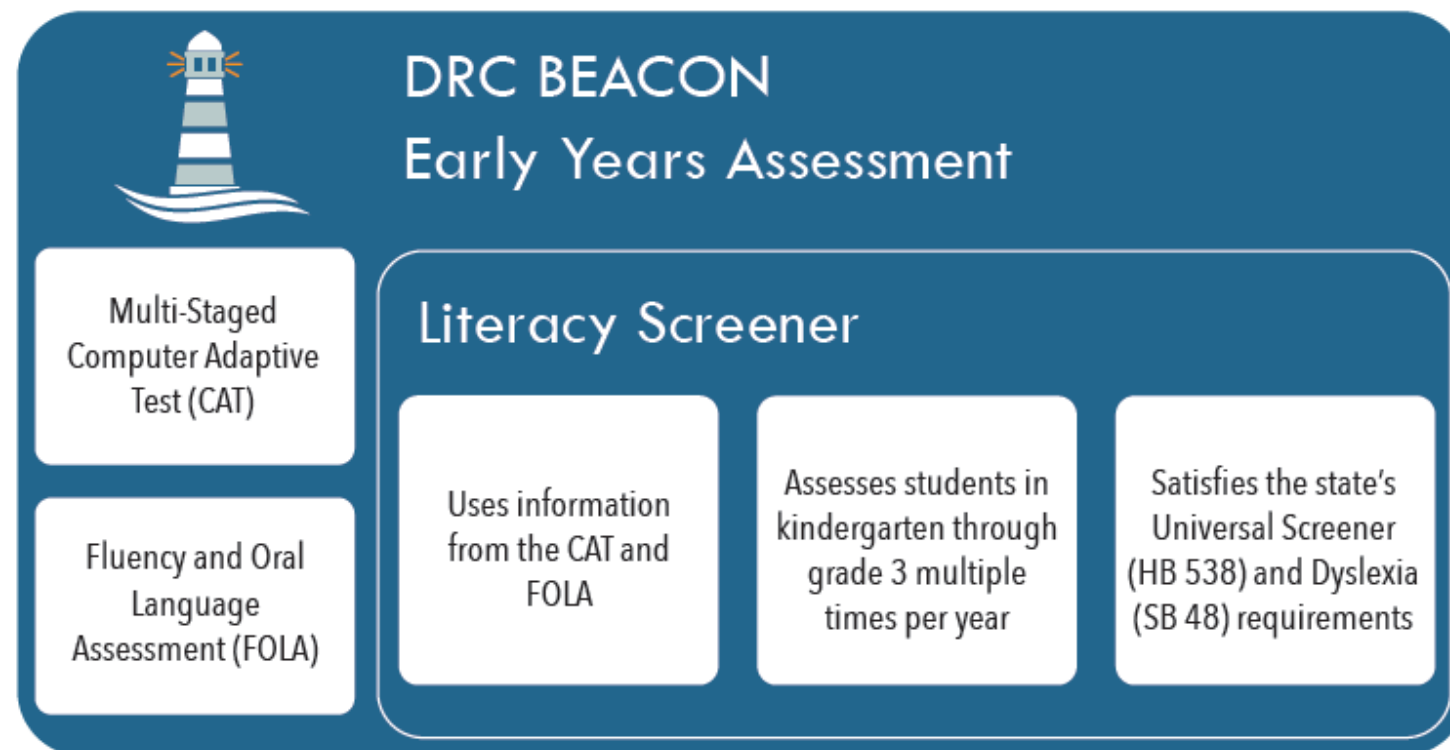 DRC BEACON
Early Years Assessment
Multi-Staged
Computer Adaptive
Test (CAT)
Fluency and Oral
Language
Assessment (FOLA)
Literacy Screener
Uses information
from the CAT and
FOLA
Assesses students in
kindergarten through
grade 3 multiple
times per year
Satisfies the state's
Universal Screener
(HB 538) and Dyslexia
(SB 48) requirements